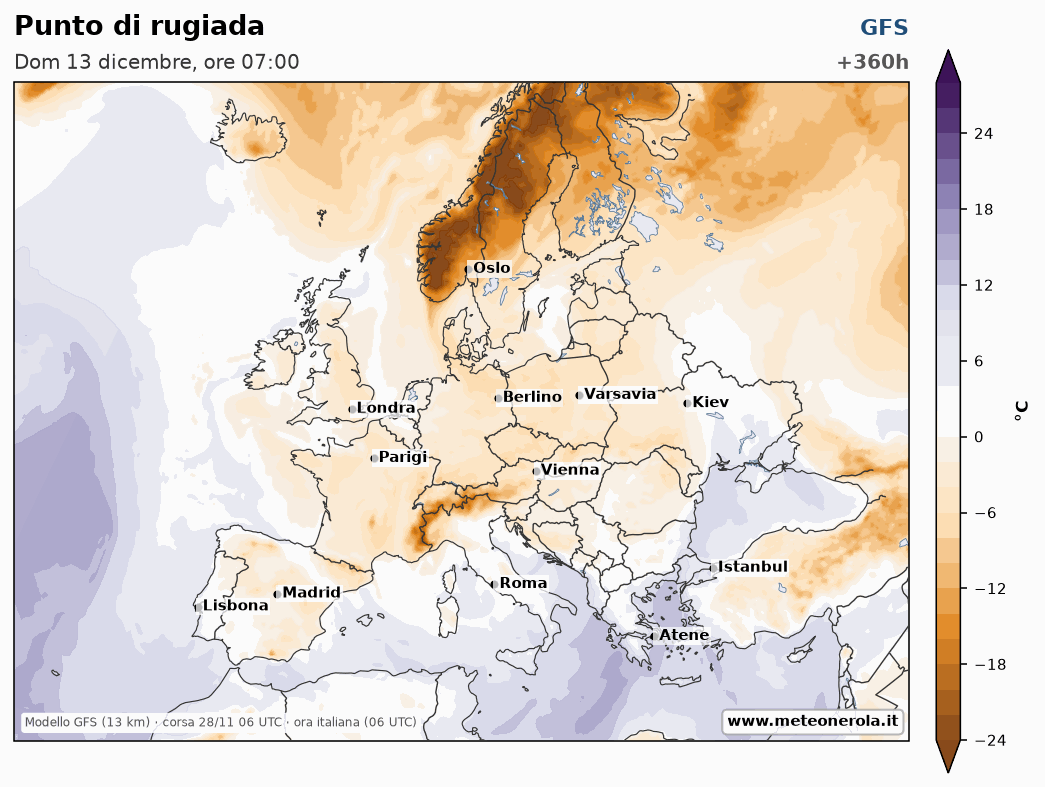 Punto di rugiada
GFS
Dom 13 dicembre, ore 07:00
+360h
24
18
12
6
0
−6
−12
−18
−24
°C
Oslo
Berlino
Varsavia
Kiev
Londra
Parigi
Vienna
Istanbul
Roma
Madrid
Lisbona
Atene
Modello GFS (13 km) · corsa 28/11 06 UTC · ora italiana (06 UTC)
www.meteonerola.it